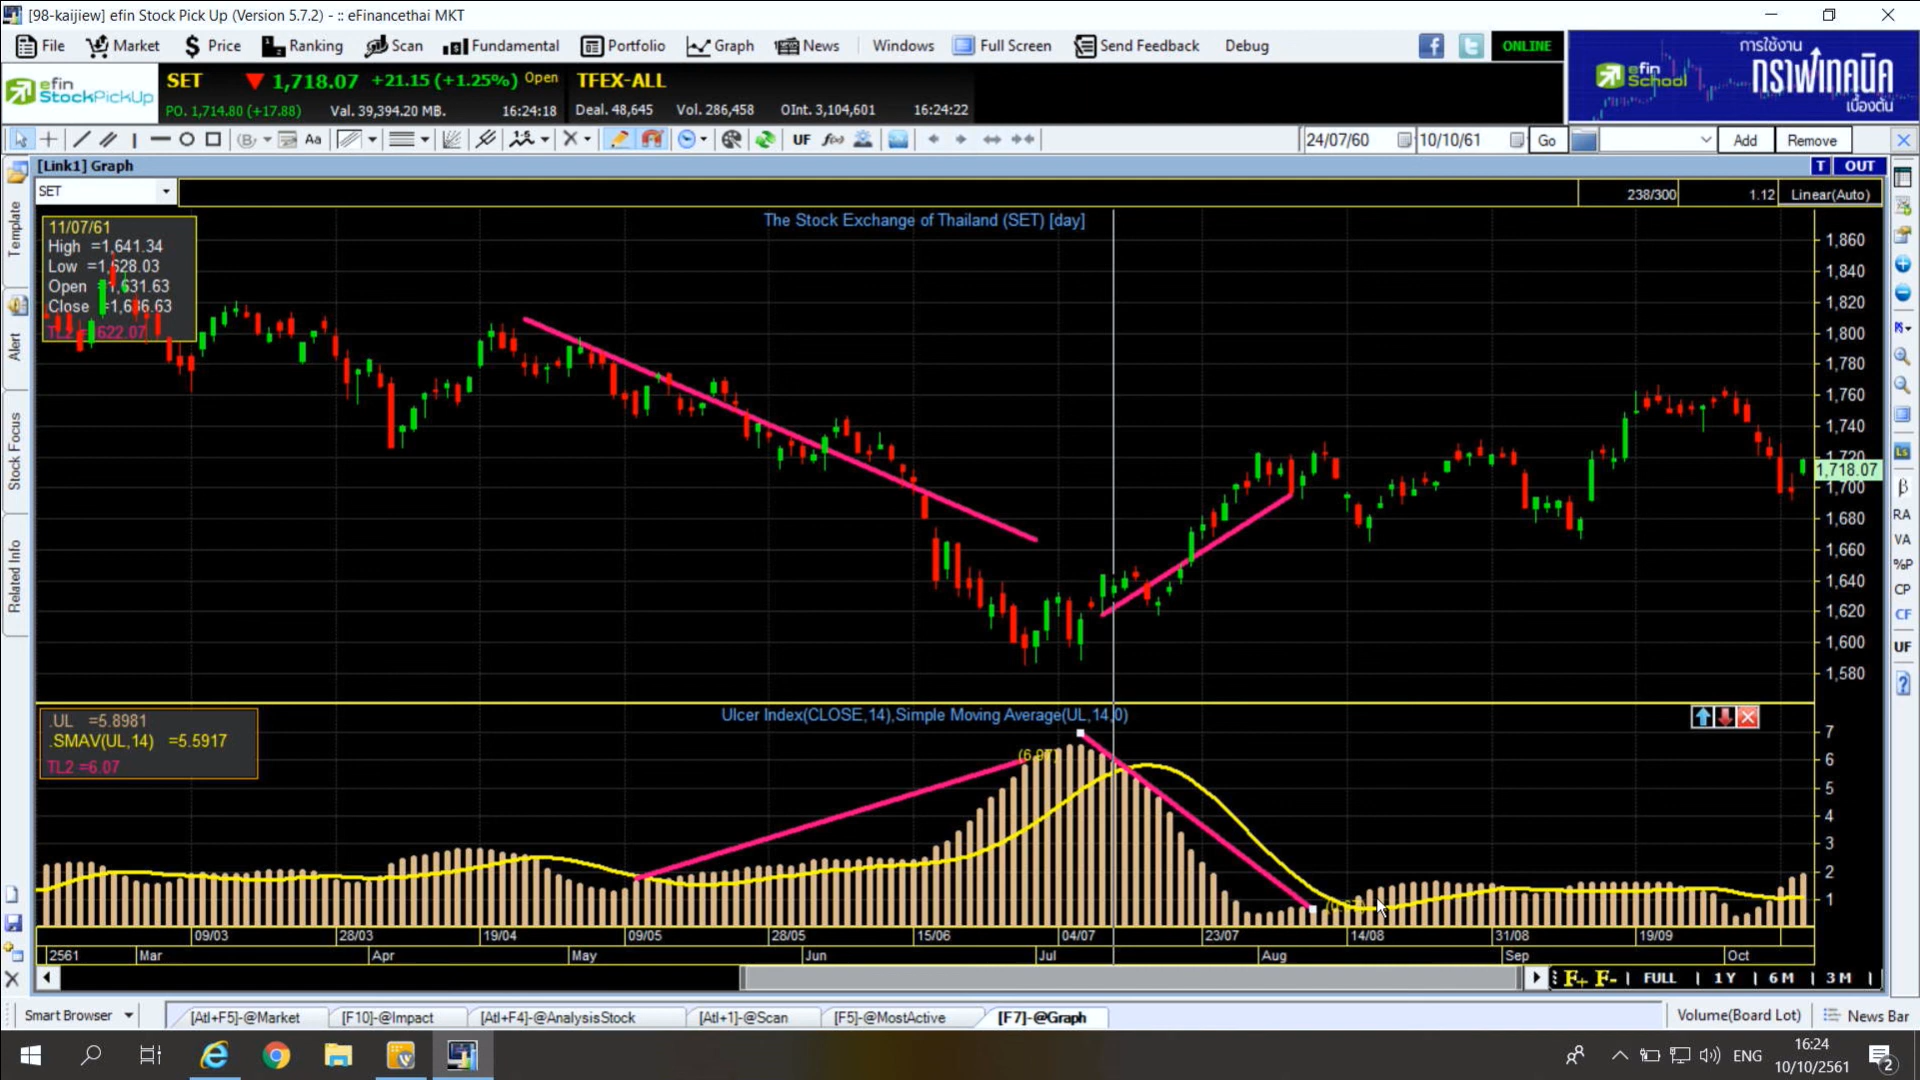 [98-kaijiew] efin Stock Pick Up (Version 5.7.2) - :: eFinancethai MKT
File Market Price Ranking Scan Fundamental Portfolio Graph News Windows Full Screen Send Feedback Debug ONLINE
efin StockPickUp
SET 1,718.07 +21.15 (+1.25%) Open TFEX-ALL
PO. 1,714.80 (+17.88) Val. 39,394.20 MB. 16:24:18 Deal. 48,645 Vol. 286,458 OInt. 3,104,601 16:24:22
efin School
การใช้งาน
กราฟเทคนิค
เบื้องต้น
Aa UF f(x) 24/07/60 10/10/61 Go Add Remove
[Link1] Graph T OUT
SET 238/300 1.12 Linear(Auto)
The Stock Exchange of Thailand (SET) [day]
11/07/61
High =1,641.34
Low =1,628.03
Open =1,631.63
Close =1,636.63
TL2 =1,622.07
1,860
1,840
1,820
1,800
1,780
1,760
1,740
1,720
1,718.07
1,700
1,680
1,660
1,640
1,620
1,600
1,580
Template
Alert
Stock Focus
Related Info
β
RA
VA
%P
CP
CF
UF
Ulcer Index(CLOSE,14),Simple Moving Average(UL,14,0)
.UL =5.8981
.SMAV(UL,14) =5.5917
TL2 =6.07
7
6
5
4
3
2
1
09/03 28/03 19/04 09/05 28/05 15/06 04/07 23/07 14/08 31/08 19/09
2561 Mar Apr May Jun Jul Aug Sep Oct
F+ F- | FULL | 1Y | 6M | 3M |
Smart Browser [Atl+F5]-@Market [F10]-@Impact [Atl+F4]-@AnalysisStock [Atl+1]-@Scan [F5]-@MostActive [F7]-@Graph Volume(Board Lot) News Bar
ENG
16:24
10/10/2561
2